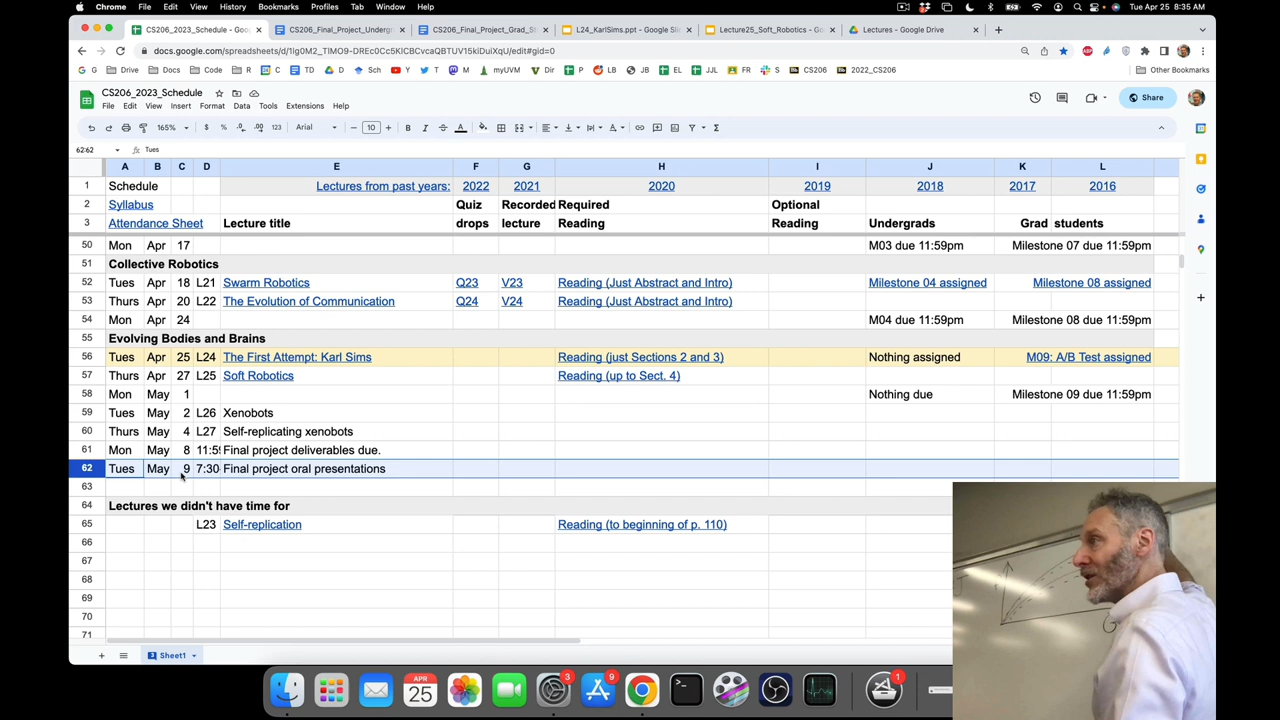 Chrome File Edit View History Bookmarks Profiles Tab Window Help Tue Apr 25 8:35 AM
CS206_2023_Schedule - Goo CS206_Final_Project_Underg CS206_Final_Project_Grad_S L24_KarlSims.ppt - Google Sli Lecture25_Soft_Robotics - Go Lectures - Google Drive
docs.google.com/spreadsheets/d/1lg0M2_TlMO9-DREc0Cc5KlCBCvcaQBTUV15kiDuiXqU/edit#gid=0
G Drive Docs Code R TD D Sch Y T M myUVM Dir P LB JB EL JJL FR S CS206 2022_CS206 Other Bookmarks
CS206_2023_Schedule
File Edit View Insert Format Data Tools Extensions Help
Share
165% $ % .0 .00 123 Arial 10 B I A
62:62 Tues
A B C D E F G H I J K L
1 Schedule Lectures from past years: 2022 2021 2020 2019 2018 2017 2016
2 Syllabus Quiz Recorded Required Optional
3 Attendance Sheet Lecture title drops lecture Reading Reading Undergrads Grad students
50 Mon Apr 17 M03 due 11:59pm Milestone 07 due 11:59pm
51 Collective Robotics
52 Tues Apr 18 L21 Swarm Robotics Q23 V23 Reading (Just Abstract and Intro) Milestone 04 assigned Milestone 08 assigned
53 Thurs Apr 20 L22 The Evolution of Communication Q24 V24 Reading (Just Abstract and Intro)
54 Mon Apr 24 M04 due 11:59pm Milestone 08 due 11:59pm
55 Evolving Bodies and Brains
56 Tues Apr 25 L24 The First Attempt: Karl Sims Reading (just Sections 2 and 3) Nothing assigned M09: A/B Test assigned
57 Thurs Apr 27 L25 Soft Robotics Reading (up to Sect. 4)
58 Mon May 1 Nothing due Milestone 09 due 11:59pm
59 Tues May 2 L26 Xenobots
60 Thurs May 4 L27 Self-replicating xenobots
61 Mon May 8 11:59 Final project deliverables due.
62 Tues May 9 7:30 Final project oral presentations
63
64 Lectures we didn't have time for
65 L23 Self-replication Reading (to beginning of p. 110)
66
67
68
69
70
71
Sheet1
APR 25 3 9 1